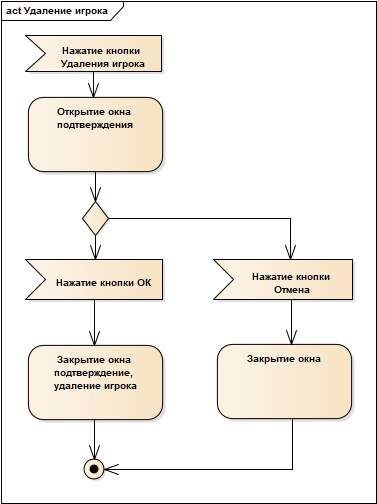 act Удаление игрока
Нажатие кнопки
Удаления игрока
Открытие окна
подтверждения
Нажатие кнопки ОК
Нажатие кнопки
Отмена
Закрытие окна
подтверждение,
удаление игрока
Закрытие окна